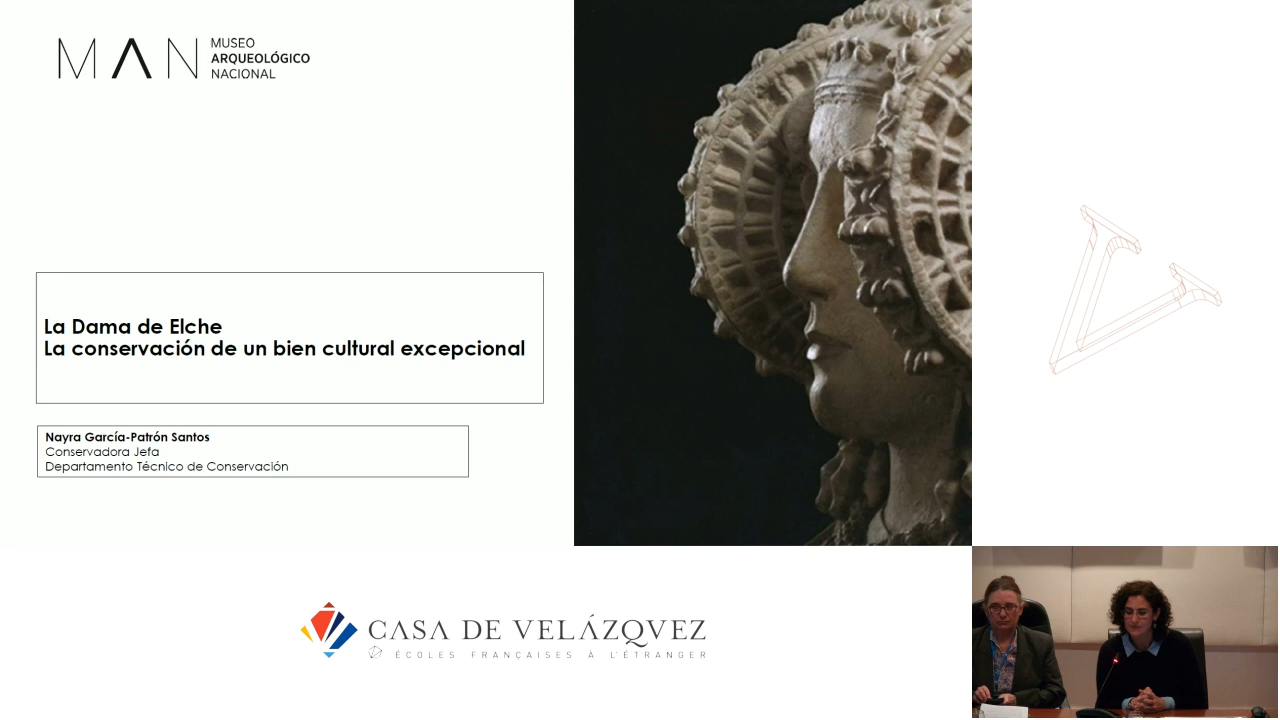 MAN MUSEO
ARQUEOLÓGICO
NACIONAL
La Dama de Elche
La conservación de un bien cultural excepcional
Nayra García-Patrón Santos
Conservadora Jefa
Departamento Técnico de Conservación
CASA DE VELÁZQVEZ
ÉCOLES FRANÇAISES À L'ÉTRANGER